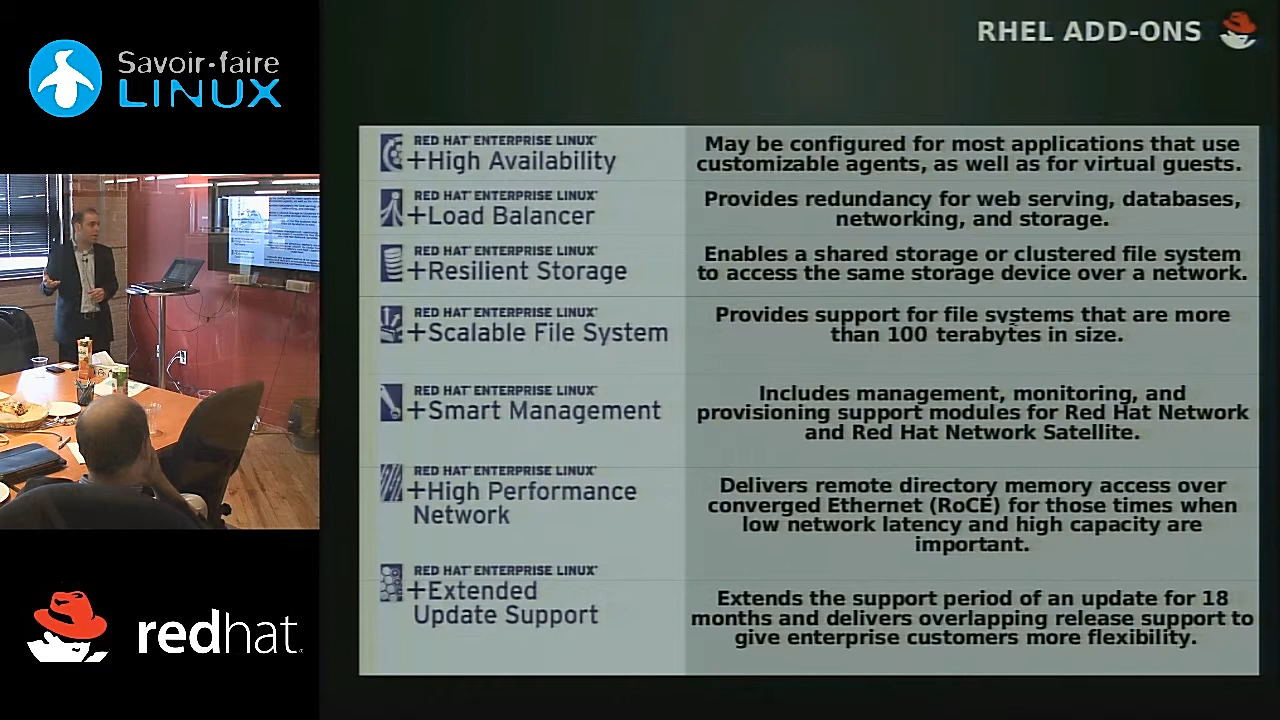 Savoir-faire
LINUX
redhat
RHEL ADD-ONS
RED HAT ENTERPRISE LINUX
+High Availability
May be configured for most applications that use
customizable agents, as well as for virtual guests.
RED HAT ENTERPRISE LINUX
+Load Balancer
Provides redundancy for web serving, databases,
networking, and storage.
RED HAT ENTERPRISE LINUX
+Resilient Storage
Enables a shared storage or clustered file system
to access the same storage device over a network.
RED HAT ENTERPRISE LINUX
+Scalable File System
Provides support for file systems that are more
than 100 terabytes in size.
RED HAT ENTERPRISE LINUX
+Smart Management
Includes management, monitoring, and
provisioning support modules for Red Hat Network
and Red Hat Network Satellite.
RED HAT ENTERPRISE LINUX
+High Performance
Network
Delivers remote directory memory access over
converged Ethernet (RoCE) for those times when
low network latency and high capacity are
important.
RED HAT ENTERPRISE LINUX
+Extended
Update Support
Extends the support period of an update for 18
months and delivers overlapping release support to
give enterprise customers more flexibility.